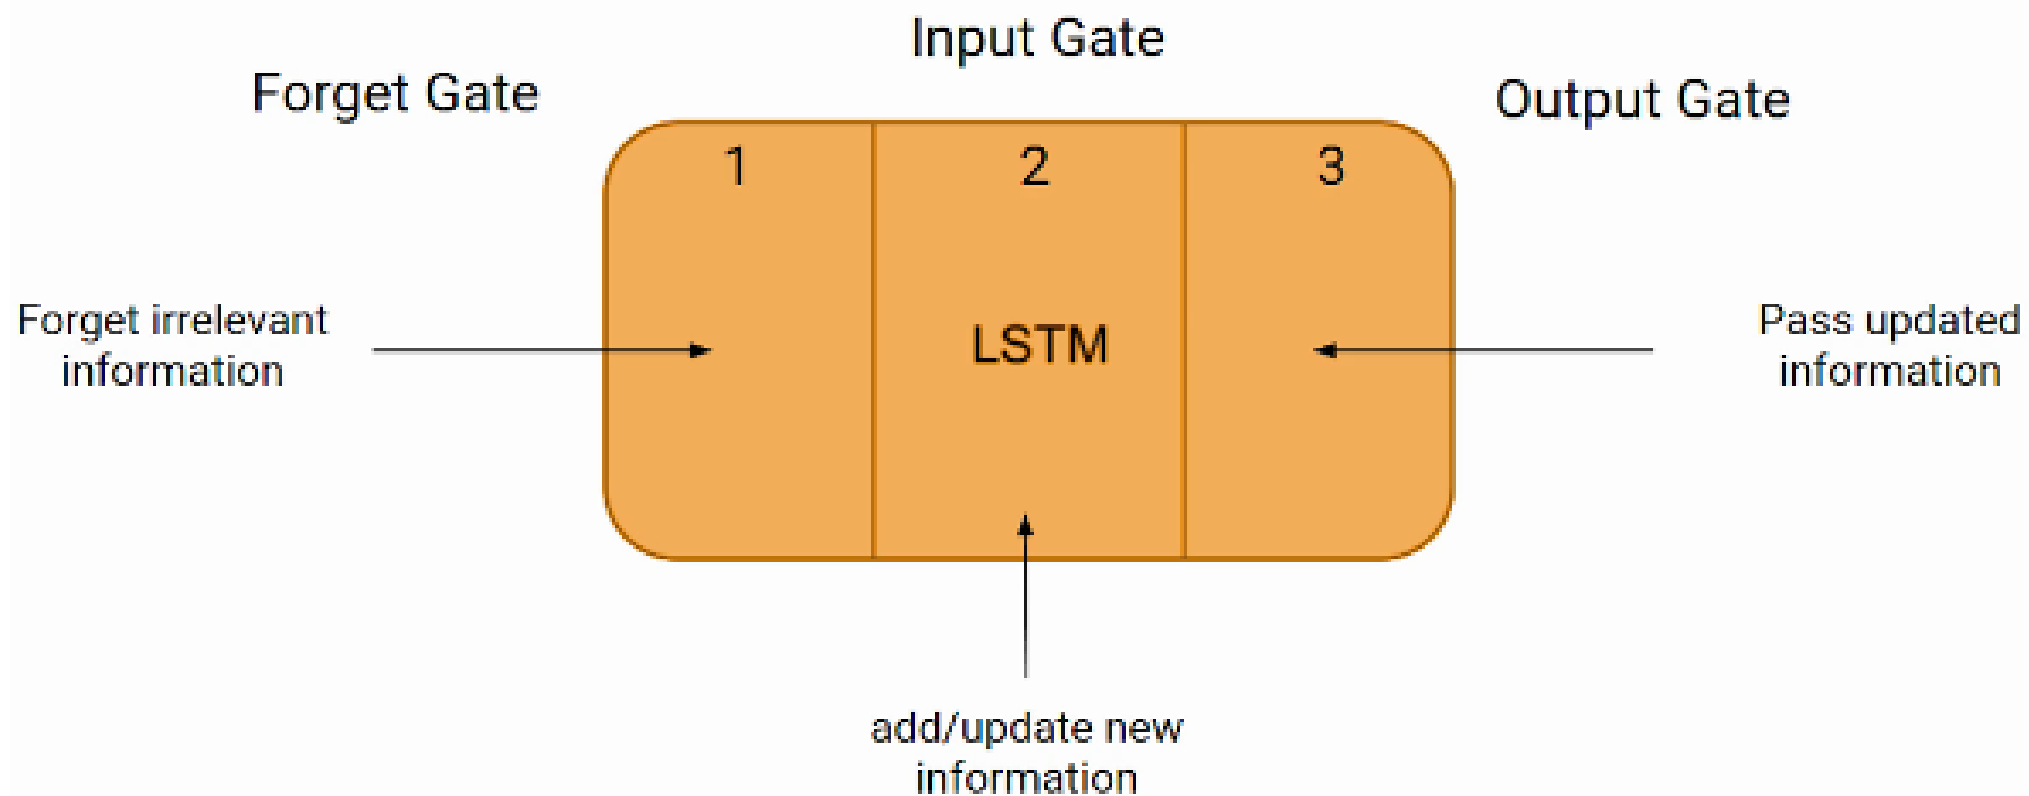 Input Gate
Forget Gate
Output Gate
1
2
3
Forget irrelevant
information
LSTM
Pass updated
information
add/update new
information